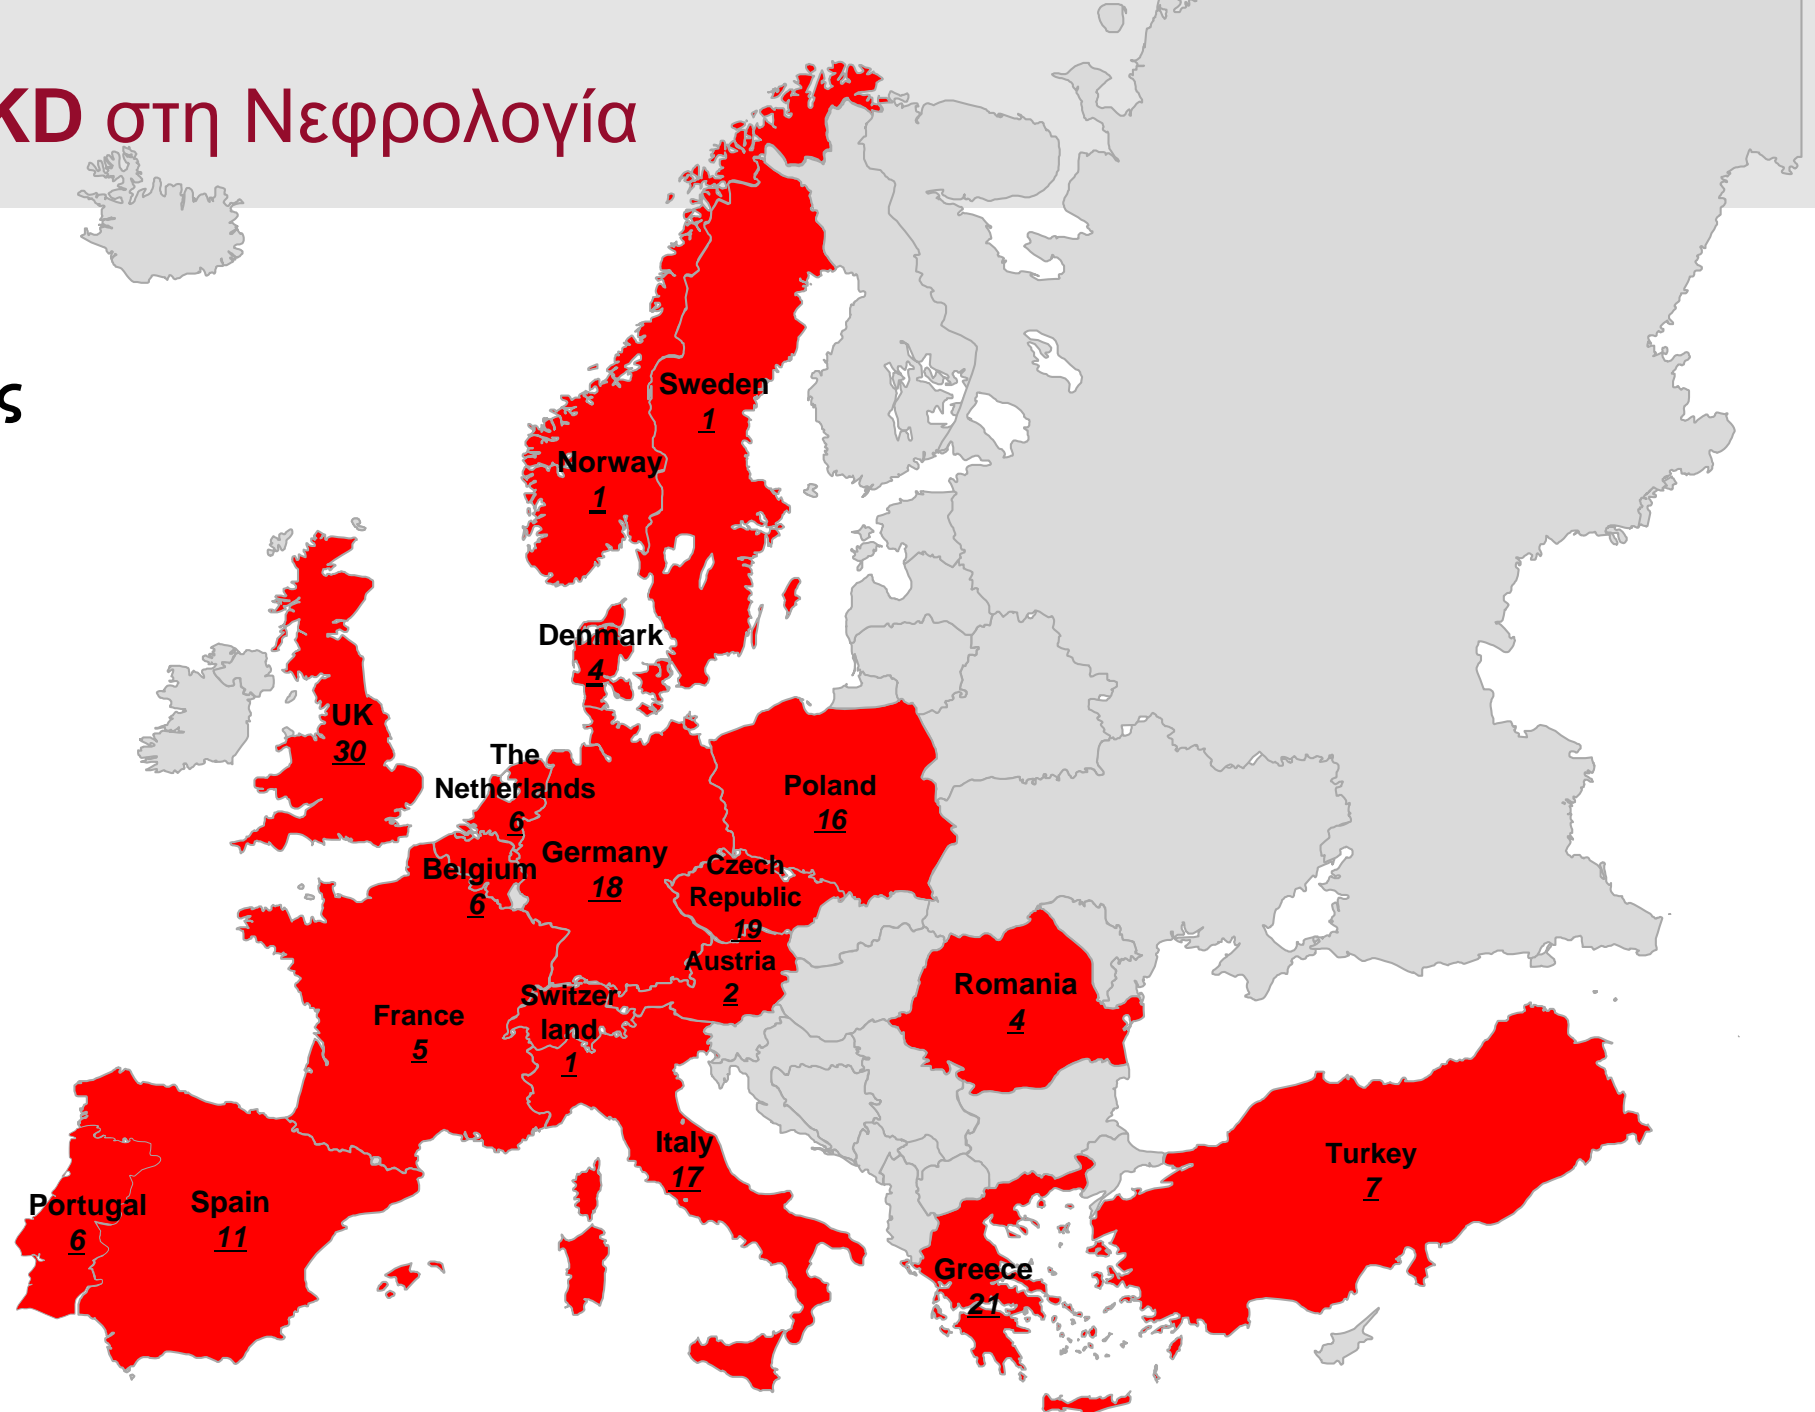 KD στη Νεφρολογία
ς
Sweden
1
Norway
1
Denmark
4
UK
30
The
Netherlands
6
Poland
16
Germany
18
Belgium
6
Czech
Republic
19
Austria
2
Switzer
land
1
France
5
Romania
4
Italy
17
Turkey
7
Portugal
6
Spain
11
Greece
21